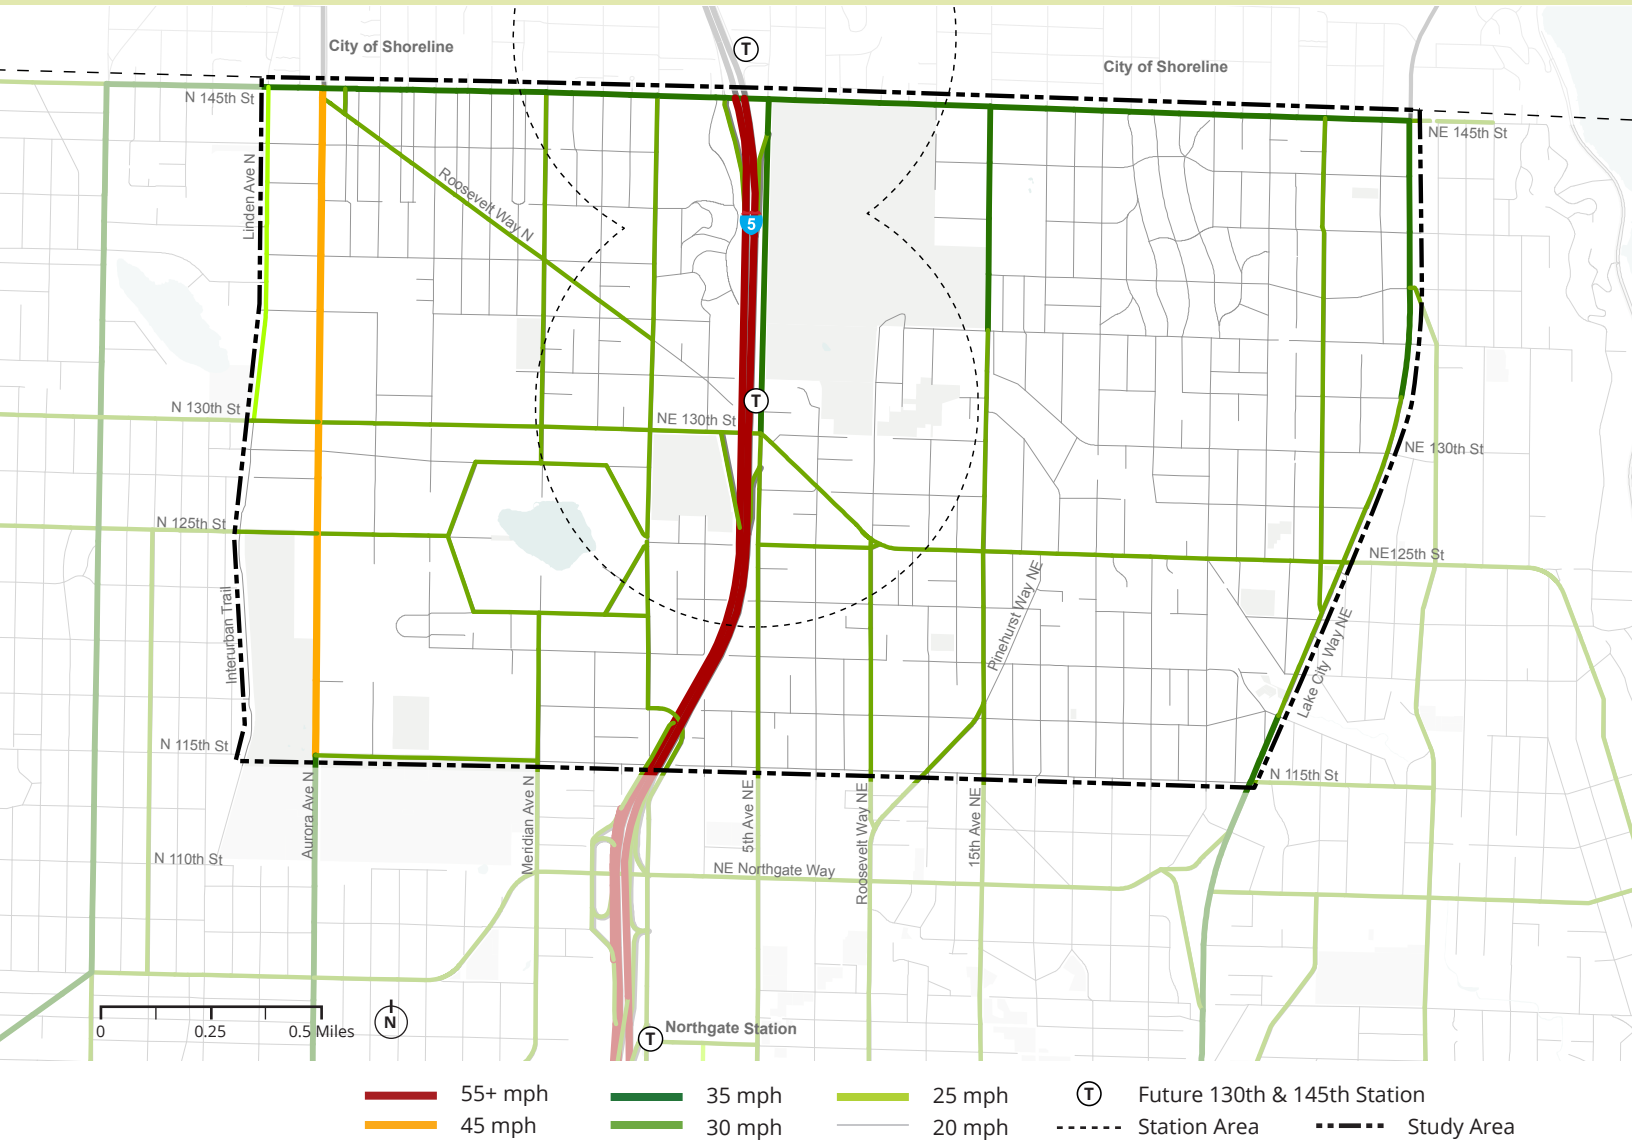 T
City of Shoreline
City of Shoreline
N 145th St
NE 145th St
Linden Ave N
Roosevelt Way N
5
N 130th St
NE 130th St
T
NE 130th St
N 125th St
NE125th St
Interurban Trail
Pinehurst Way NE
Lake City Way NE
N 115th St
N 115th St
Aurora Ave N
Meridian Ave N
5th Ave NE
Roosevelt Way NE
15th Ave NE
N 110th St
NE Northgate Way
0 0.25 0.5 Miles
N
T Northgate Station
55+ mph
45 mph
35 mph
30 mph
25 mph
20 mph
T Future 130th & 145th Station
Station Area
Study Area